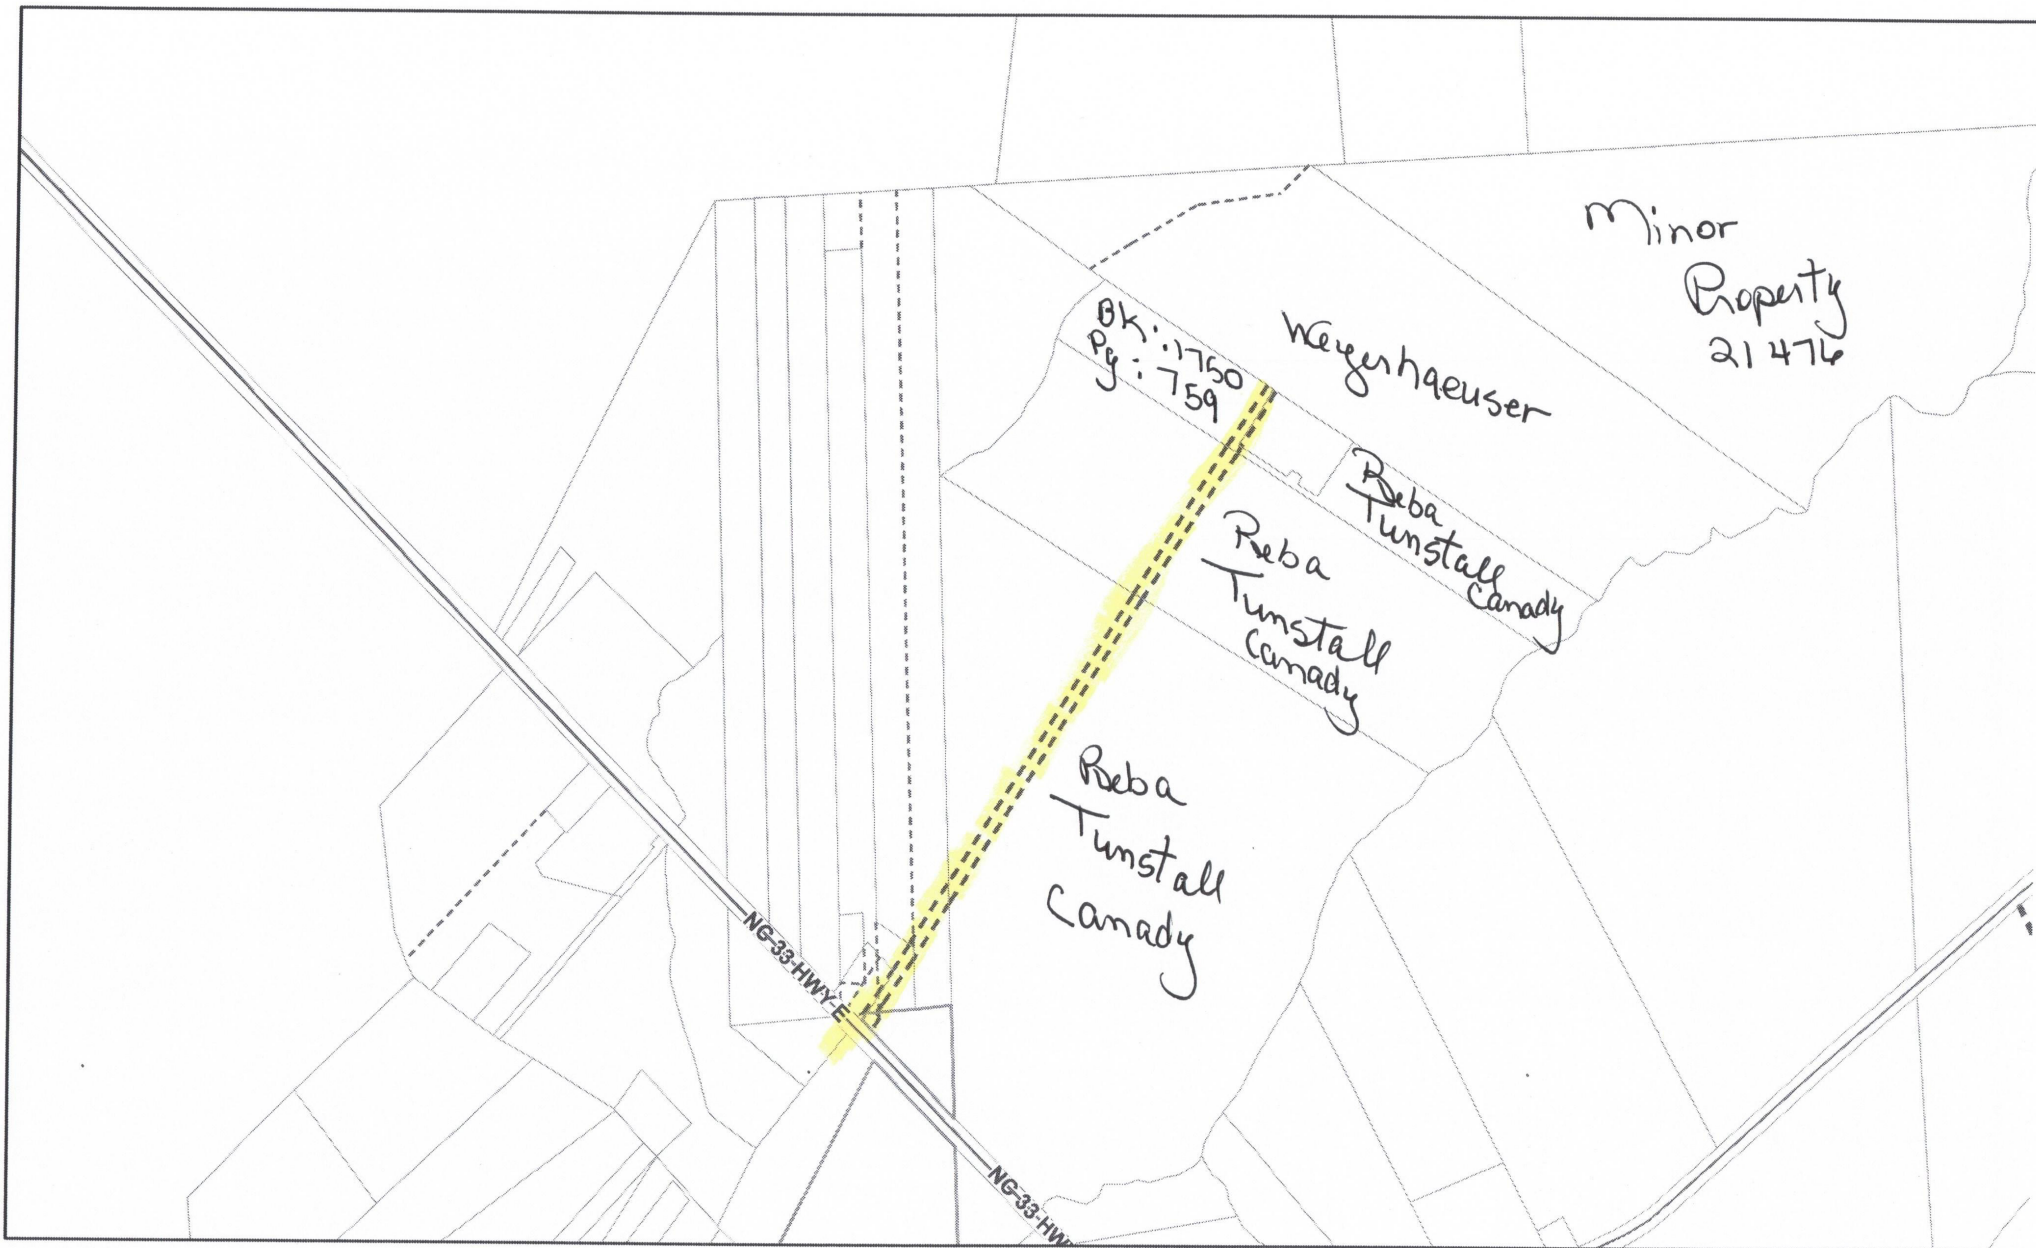 Minor
Property
21476
Bk: 1750
Pg: 759
Weyerhaeuser
Reba
Tunstall
Canady
Reba
Tunstall
Canady
Reba
Tunstall
Canady
NC-33-HWY-E
NC-33-HWY